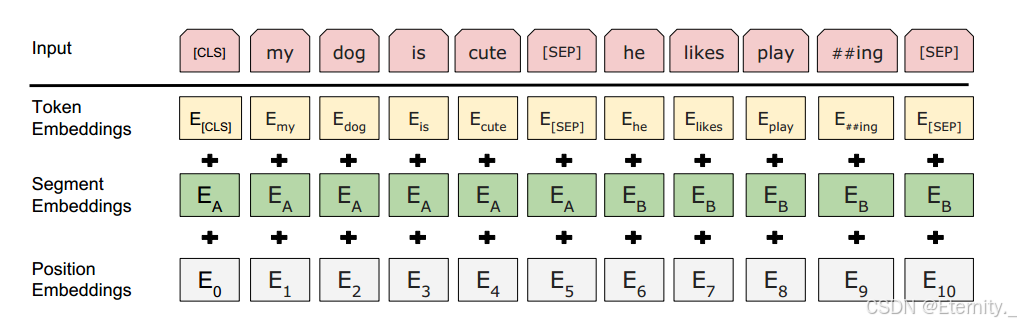 Input [CLS] my dog is cute [SEP] he likes play ##ing [SEP]
Token
Embeddings E[CLS] Emy Edog Eis Ecute E[SEP] Ehe Elikes Eplay E##ing E[SEP]
+ + + + + + + + + + +
Segment
Embeddings EA EA EA EA EA EA EB EB EB EB EB
+ + + + + + + + + + +
Position
Embeddings E0 E1 E2 E3 E4 E5 E6 E7 E8 E9 E10
CSDN @Eternity._